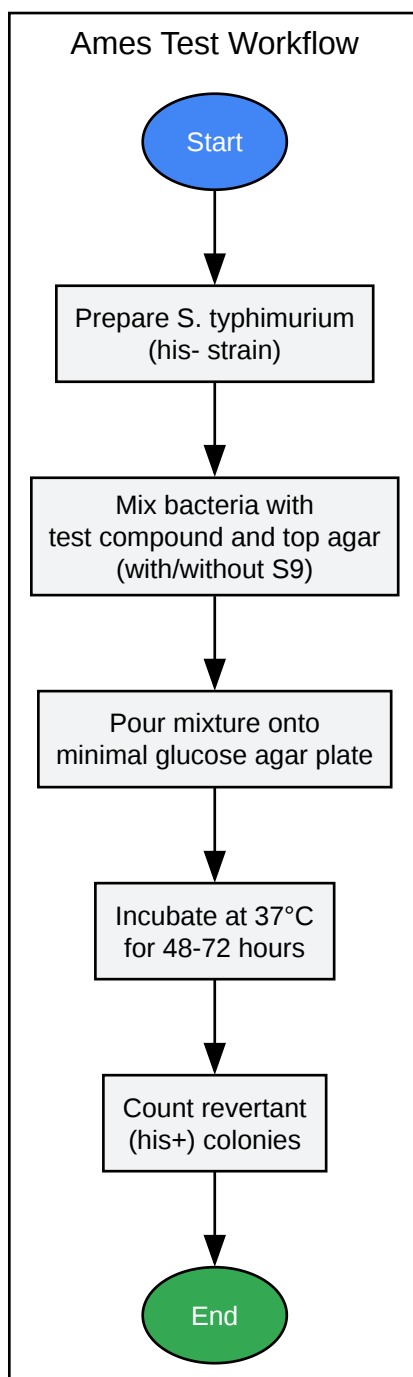 Ames Test Workflow
Start
Prepare S. typhimurium
(his- strain)
Mix bacteria with
test compound and top agar
(with/without S9)
Pour mixture onto
minimal glucose agar plate
Incubate at 37°C
for 48-72 hours
Count revertant
(his+) colonies
End